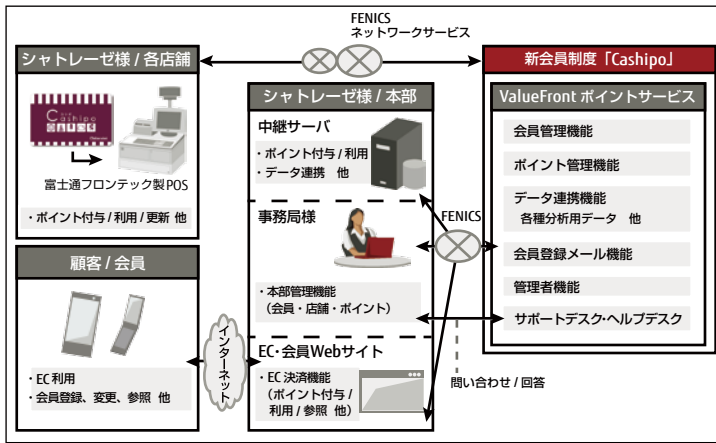 FENICS
ネットワークサービス
シャトレーゼ様 / 各店舗
Cashipo
富士通フロンテック製POS
・ポイント付与 / 利用 / 更新 他
顧客 / 会員
・EC 利用
・会員登録、変更、参照 他
インターネット
シャトレーゼ様 / 本部
中継サーバ
・ポイント付与 / 利用
・データ連携 他
事務局様
・本部管理機能
（会員・店舗・ポイント）
EC・会員Webサイト
・EC 決済機能
（ポイント付与 /
利用 / 参照 他）
FENICS
問い合わせ / 回答
新会員制度「Cashipo」
ValueFront ポイントサービス
会員管理機能
ポイント管理機能
データ連携機能
各種分析用データ 他
会員登録メール機能
管理者機能
サポートデスク・ヘルプデスク